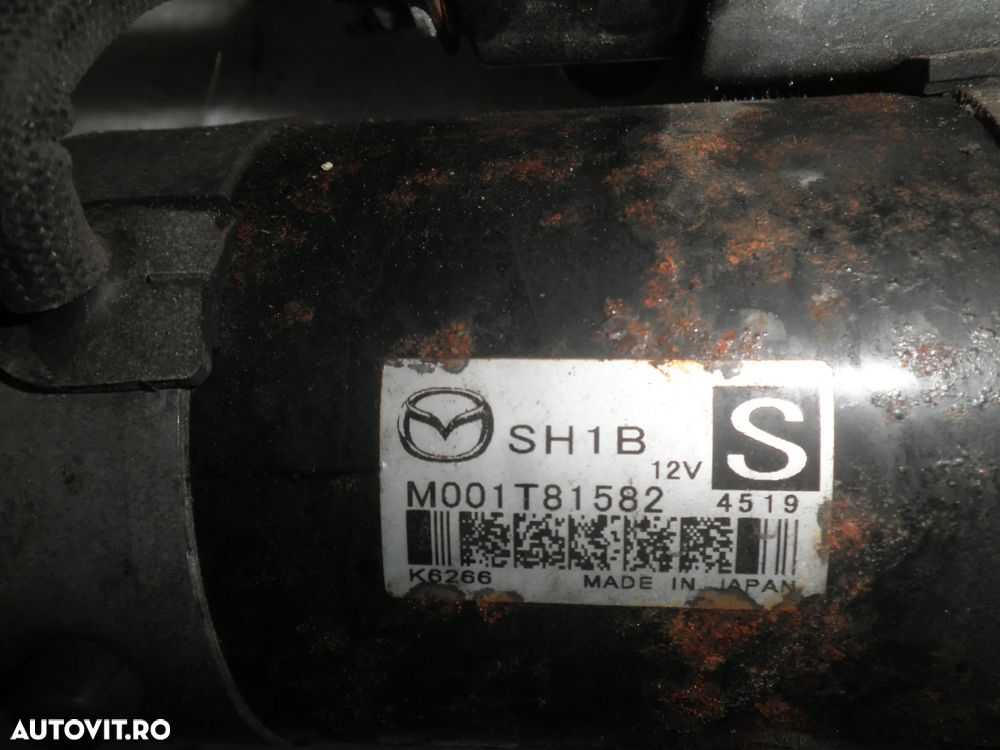 SH1B
S
12V
M001T81582 4519
K6266 MADE IN JAPAN
AUTOVIT.RO